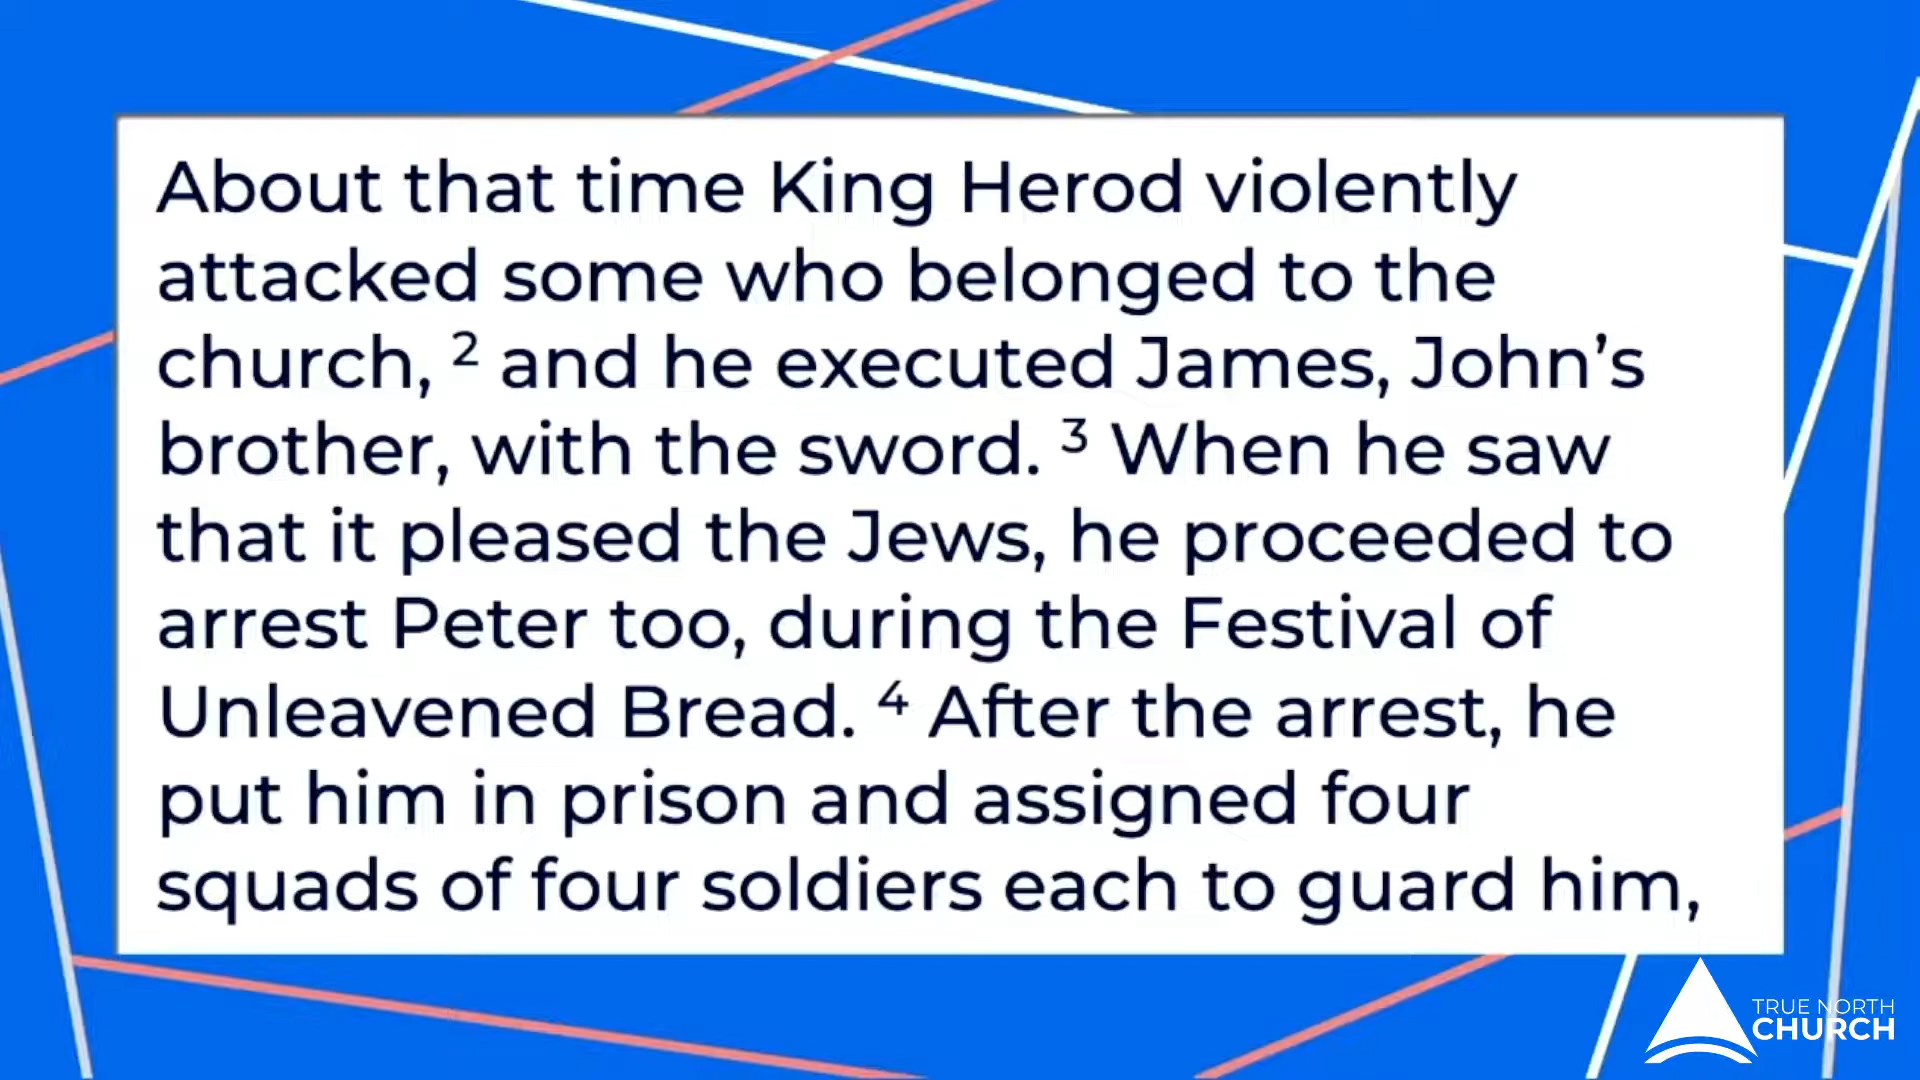 About that time King Herod violently
attacked some who belonged to the
church, ² and he executed James, John’s
brother, with the sword. ³ When he saw
that it pleased the Jews, he proceeded to
arrest Peter too, during the Festival of
Unleavened Bread. ⁴ After the arrest, he
put him in prison and assigned four
squads of four soldiers each to guard him,
TRUE NORTH
CHURCH